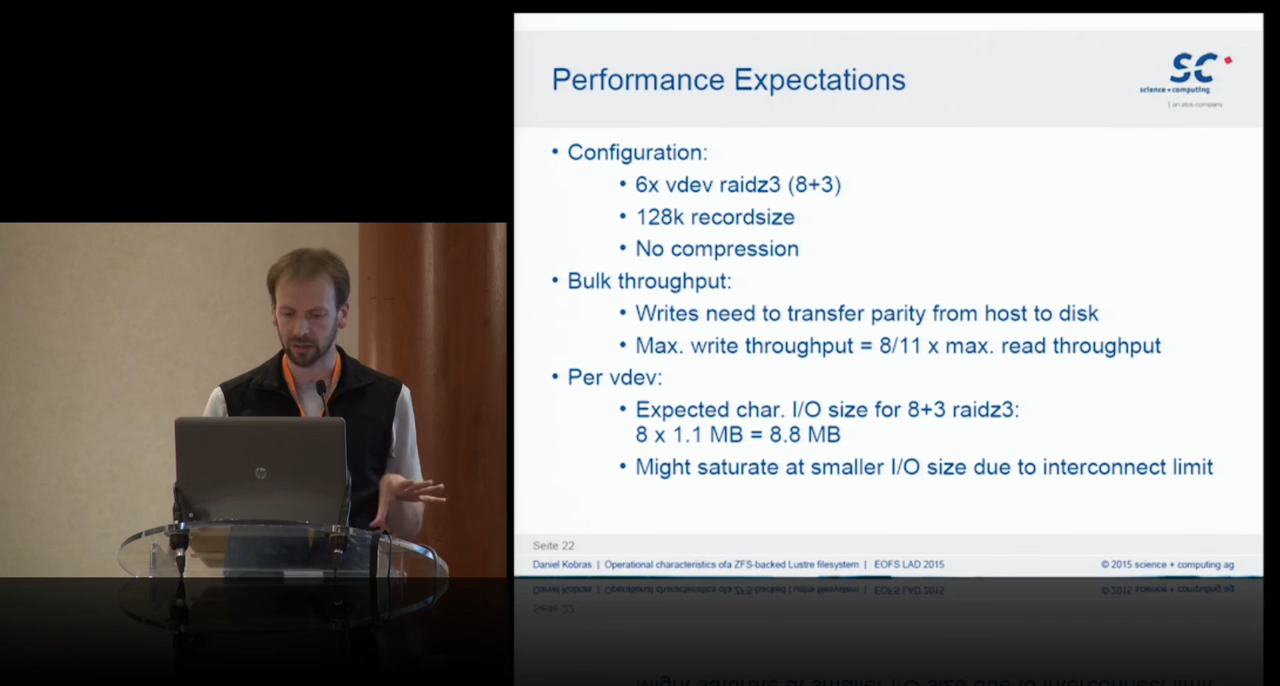 Performance Expectations
SC
science + computing
| an atos company
• Configuration:
• 6x vdev raidz3 (8+3)
• 128k recordsize
• No compression
• Bulk throughput:
• Writes need to transfer parity from host to disk
• Max. write throughput = 8/11 x max. read throughput
• Per vdev:
• Expected char. I/O size for 8+3 raidz3:
8 x 1.1 MB = 8.8 MB
• Might saturate at smaller I/O size due to interconnect limit
Seite 22
Daniel Kobras | Operational characteristics ofa ZFS-backed Lustre filesystem | EOFS LAD 2015
© 2015 science + computing ag
hp